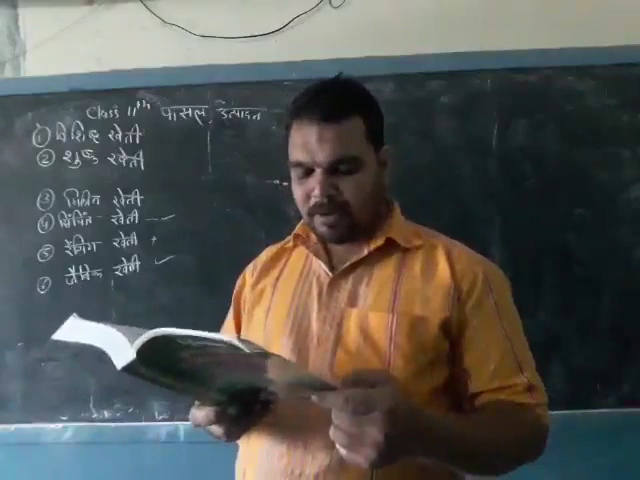 Class 11th फसल उत्पादन
① विशिष्ट खेती
② शुष्क खेती
③ मिश्रित खेती
④ सिंचित खेती
⑤ रैंचिंग खेती
⑥ जैविक खेती